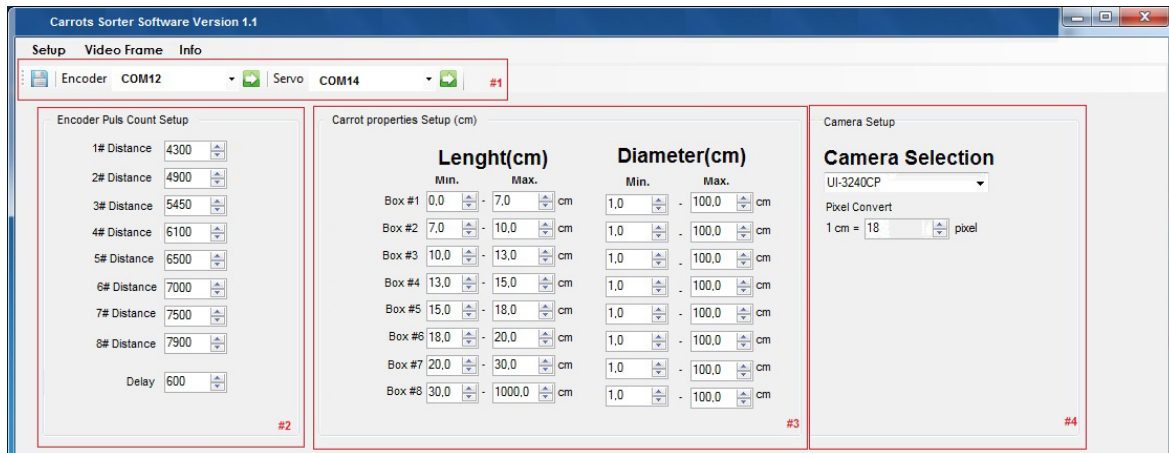 Carrots Sorter Software Version 1.1
Setup Video Frame Info
Encoder COM12 Servo COM14 #1
Encoder Puls Count Setup
1# Distance 4300
2# Distance 4900
3# Distance 5450
4# Distance 6100
5# Distance 6500
6# Distance 7000
7# Distance 7500
8# Distance 7900
Delay 600
#2
Carrot properties Setup (cm)
Lenght(cm) Diameter(cm)
Min. Max. Min. Max.
Box #1 0,0 - 7,0 cm 1,0 - 100,0 cm
Box #2 7,0 - 10,0 cm 1,0 - 100,0 cm
Box #3 10,0 - 13,0 cm 1,0 - 100,0 cm
Box #4 13,0 - 15,0 cm 1,0 - 100,0 cm
Box #5 15,0 - 18,0 cm 1,0 - 100,0 cm
Box #6 18,0 - 20,0 cm 1,0 - 100,0 cm
Box #7 20,0 - 30,0 cm 1,0 - 100,0 cm
Box #8 30,0 - 1000,0 cm 1,0 - 100,0 cm
#3
Camera Setup
Camera Selection
UI-3240CP
Pixel Convert
1 cm = 18 pixel
#4